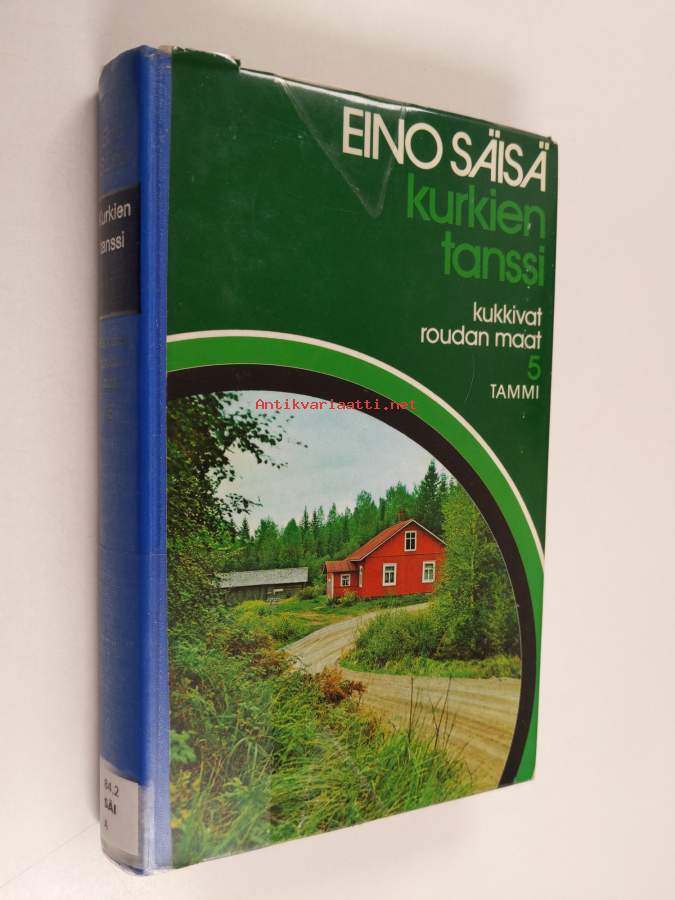 EINO SÄISÄ
kurkien
tanssi
kukkivat
roudan maat
5
TAMMI
Antikvariaatti.net
Kurkien
tanssi
84.2
SÄI
A